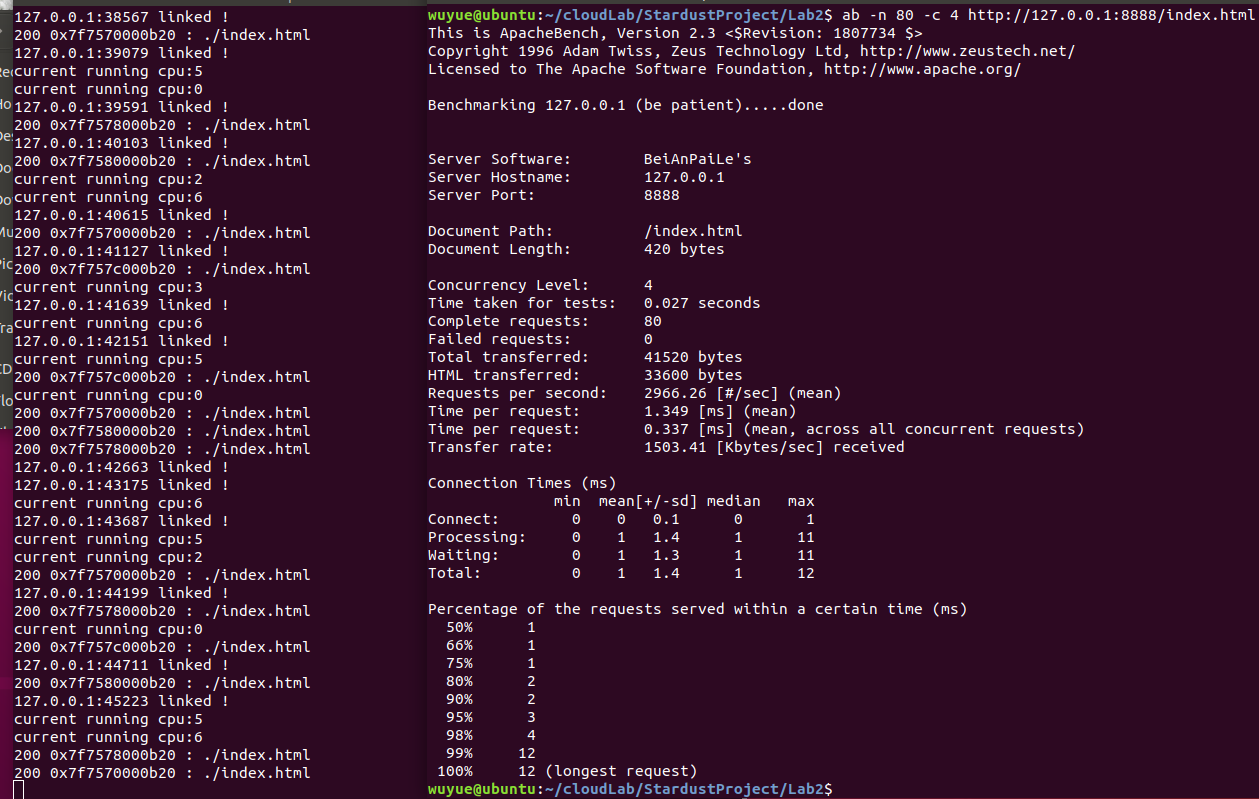 127.0.0.1:38567 linked !
200 0x7f7570000b20 : ./index.html
127.0.0.1:39079 linked !
current running cpu:5
current running cpu:0
127.0.0.1:39591 linked !
200 0x7f7578000b20 : ./index.html
127.0.0.1:40103 linked !
200 0x7f7580000b20 : ./index.html
current running cpu:2
current running cpu:6
127.0.0.1:40615 linked !
200 0x7f7570000b20 : ./index.html
127.0.0.1:41127 linked !
200 0x7f757c000b20 : ./index.html
current running cpu:3
127.0.0.1:41639 linked !
current running cpu:6
127.0.0.1:42151 linked !
current running cpu:5
200 0x7f757c000b20 : ./index.html
current running cpu:0
200 0x7f7570000b20 : ./index.html
200 0x7f7580000b20 : ./index.html
200 0x7f7578000b20 : ./index.html
127.0.0.1:42663 linked !
127.0.0.1:43175 linked !
current running cpu:6
127.0.0.1:43687 linked !
current running cpu:5
current running cpu:2
200 0x7f7570000b20 : ./index.html
127.0.0.1:44199 linked !
200 0x7f7578000b20 : ./index.html
current running cpu:0
200 0x7f757c000b20 : ./index.html
127.0.0.1:44711 linked !
200 0x7f7580000b20 : ./index.html
127.0.0.1:45223 linked !
current running cpu:5
current running cpu:6
200 0x7f7578000b20 : ./index.html
200 0x7f7570000b20 : ./index.html
wuyue@ubuntu:~/cloudLab/StardustProject/Lab2$ ab -n 80 -c 4 http://127.0.0.1:8888/index.html
This is ApacheBench, Version 2.3 <$Revision: 1807734 $>
Copyright 1996 Adam Twiss, Zeus Technology Ltd, http://www.zeustech.net/
Licensed to The Apache Software Foundation, http://www.apache.org/
Benchmarking 127.0.0.1 (be patient).....done
Server Software:        BeiAnPaiLe's
Server Hostname:        127.0.0.1
Server Port:            8888
Document Path:          /index.html
Document Length:        420 bytes
Concurrency Level:      4
Time taken for tests:   0.027 seconds
Complete requests:      80
Failed requests:        0
Total transferred:      41520 bytes
HTML transferred:       33600 bytes
Requests per second:    2966.26 [#/sec] (mean)
Time per request:       1.349 [ms] (mean)
Time per request:       0.337 [ms] (mean, across all concurrent requests)
Transfer rate:          1503.41 [Kbytes/sec] received
Connection Times (ms)
              min  mean[+/-sd] median   max
Connect:        0    0   0.1      0       1
Processing:     0    1   1.4      1      11
Waiting:        0    1   1.3      1      11
Total:          0    1   1.4      1      12
Percentage of the requests served within a certain time (ms)
  50%      1
  66%      1
  75%      1
  80%      2
  90%      2
  95%      3
  98%      4
  99%     12
 100%     12 (longest request)
wuyue@ubuntu:~/cloudLab/StardustProject/Lab2$